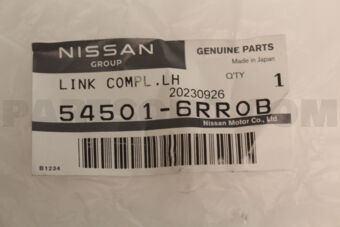 NISSAN
GROUP
GENUINE PARTS
Made in Japan
LINK COMPL.LH
Q'TY
1
20230926
54501-6RR0B
Nissan Motor Co., Ltd
B1234